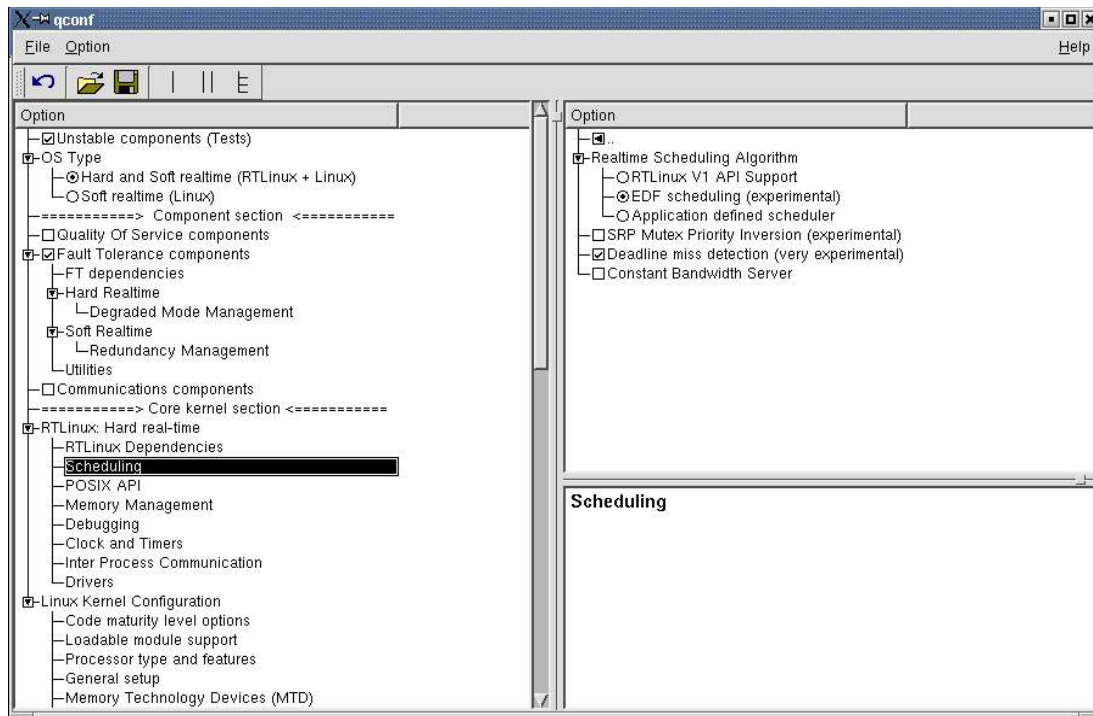 qconf
File Option Help
Option
Unstable components (Tests)
OS Type
Hard and Soft realtime (RTLinux + Linux)
Soft realtime (Linux)
===========> Component section <===========
Quality Of Service components
Fault Tolerance components
FT dependencies
Hard Realtime
Degraded Mode Management
Soft Realtime
Redundancy Management
Utilities
Communications components
===========> Core kernel section <===========
RTLinux: Hard real-time
RTLinux Dependencies
Scheduling
POSIX API
Memory Management
Debugging
Clock and Timers
Inter Process Communication
Drivers
Linux Kernel Configuration
Code maturity level options
Loadable module support
Processor type and features
General setup
Memory Technology Devices (MTD)
Option
..
Realtime Scheduling Algorithm
RTLinux V1 API Support
EDF scheduling (experimental)
Application defined scheduler
SRP Mutex Priority Inversion (experimental)
Deadline miss detection (very experimental)
Constant Bandwidth Server
Scheduling